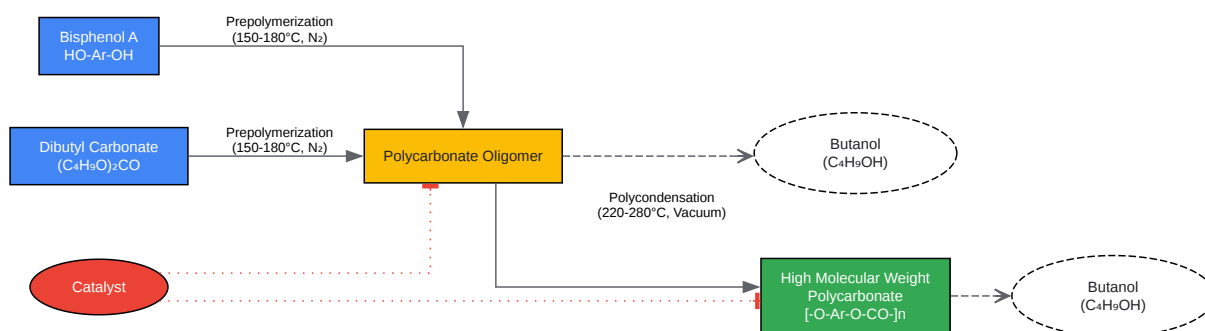 Bisphenol A
HO-Ar-OH
Prepolymerization
(150-180°C, N₂)
Dibutyl Carbonate
(C₄H₉O)₂CO
Prepolymerization
(150-180°C, N₂)
Polycarbonate Oligomer
Butanol
(C₄H₉OH)
Polycondensation
(220-280°C, Vacuum)
Catalyst
High Molecular Weight
Polycarbonate
[-O-Ar-O-CO-]n
Butanol
(C₄H₉OH)